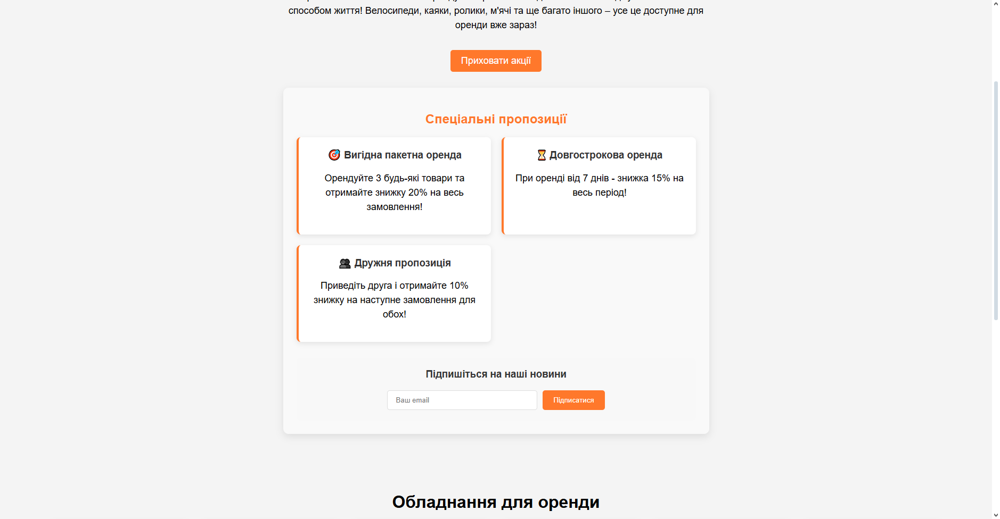 способом життя! Велосипеди, каяки, ролики, м'ячі та ще багато іншого – усе це доступне для
оренди вже зараз!
Приховати акції
Спеціальні пропозиції
🎯 Вигідна пакетна оренда
Орендуйте 3 будь-які товари та
отримайте знижку 20% на весь
замовлення!
⏳ Довгострокова оренда
При оренді від 7 днів - знижка 15% на
весь період!
👥 Дружня пропозиція
Приведіть друга і отримайте 10%
знижку на наступне замовлення для
обох!
Підпишіться на наші новини
Ваш email
Підписатися
Обладнання для оренди